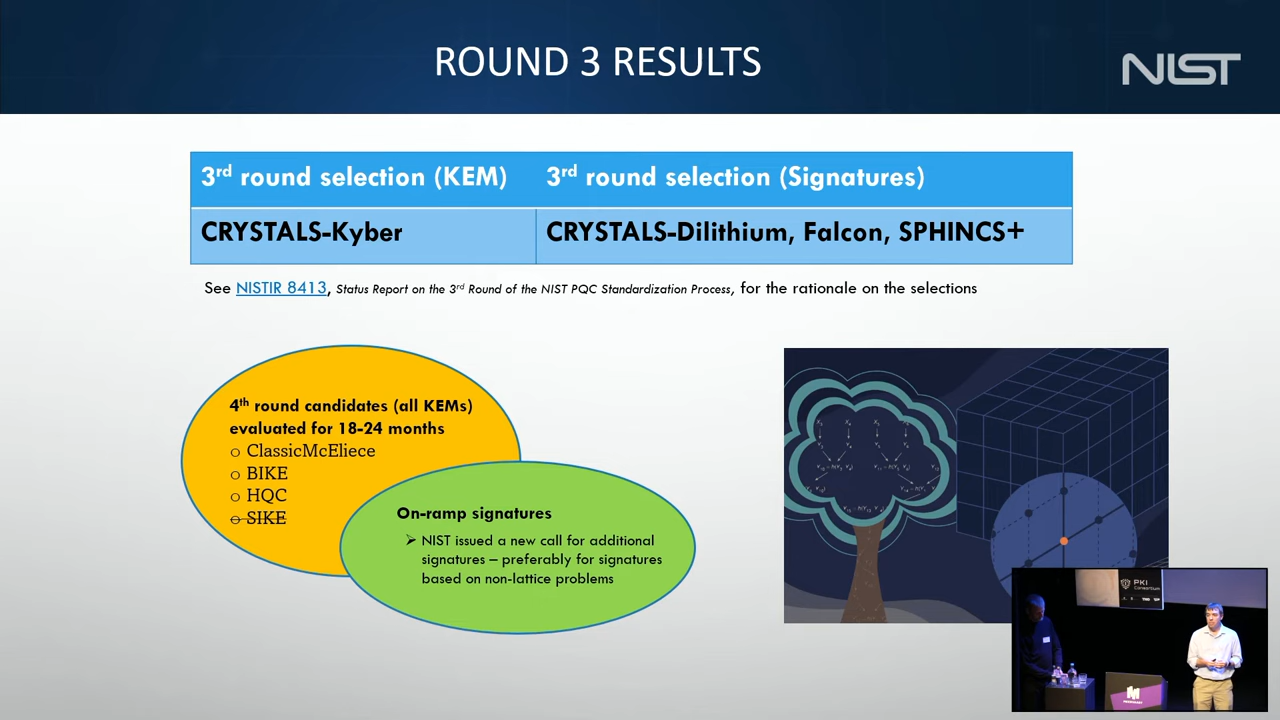 ROUND 3 RESULTS
NIST
3rd round selection (KEM)
3rd round selection (Signatures)
CRYSTALS-Kyber
CRYSTALS-Dilithium, Falcon, SPHINCS+
See NISTIR 8413, Status Report on the 3rd Round of the NIST PQC Standardization Process, for the rationale on the selections
4th round candidates (all KEMs)
evaluated for 18-24 months
o ClassicMcEliece
o BIKE
o HQC
o SIKE
On-ramp signatures
➢ NIST issued a new call for additional
signatures – preferably for signatures
based on non-lattice problems
PKI
Consortium